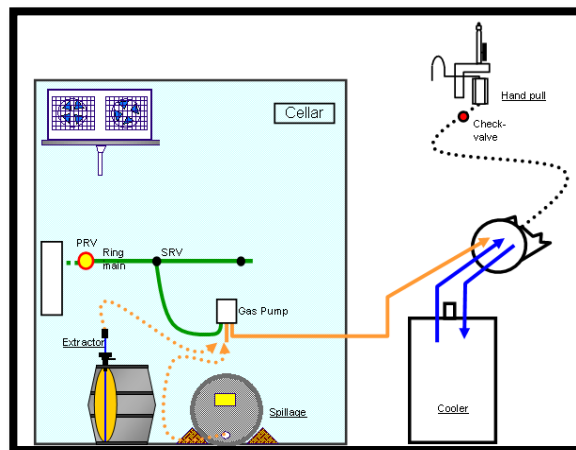 Hand pull
Cellar
Check-
valve
PRV
Ring
main
SRV
Gas Pump
Extractor
Spillage
Cooler